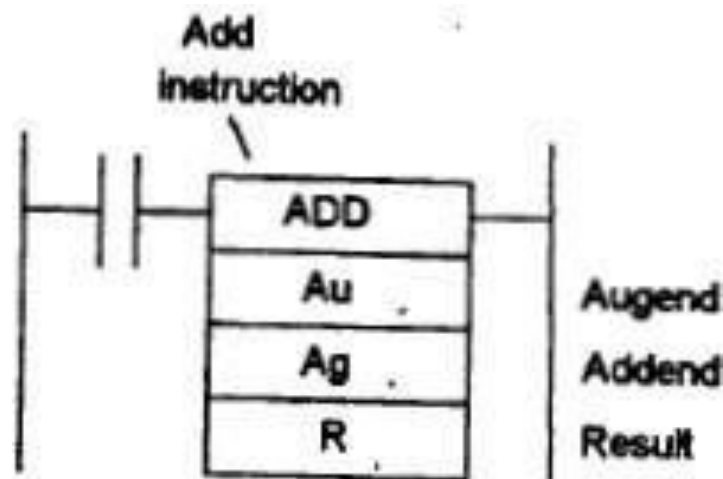 Add
instruction
ADD
Au
Augend
Ag
Addend
R
Result